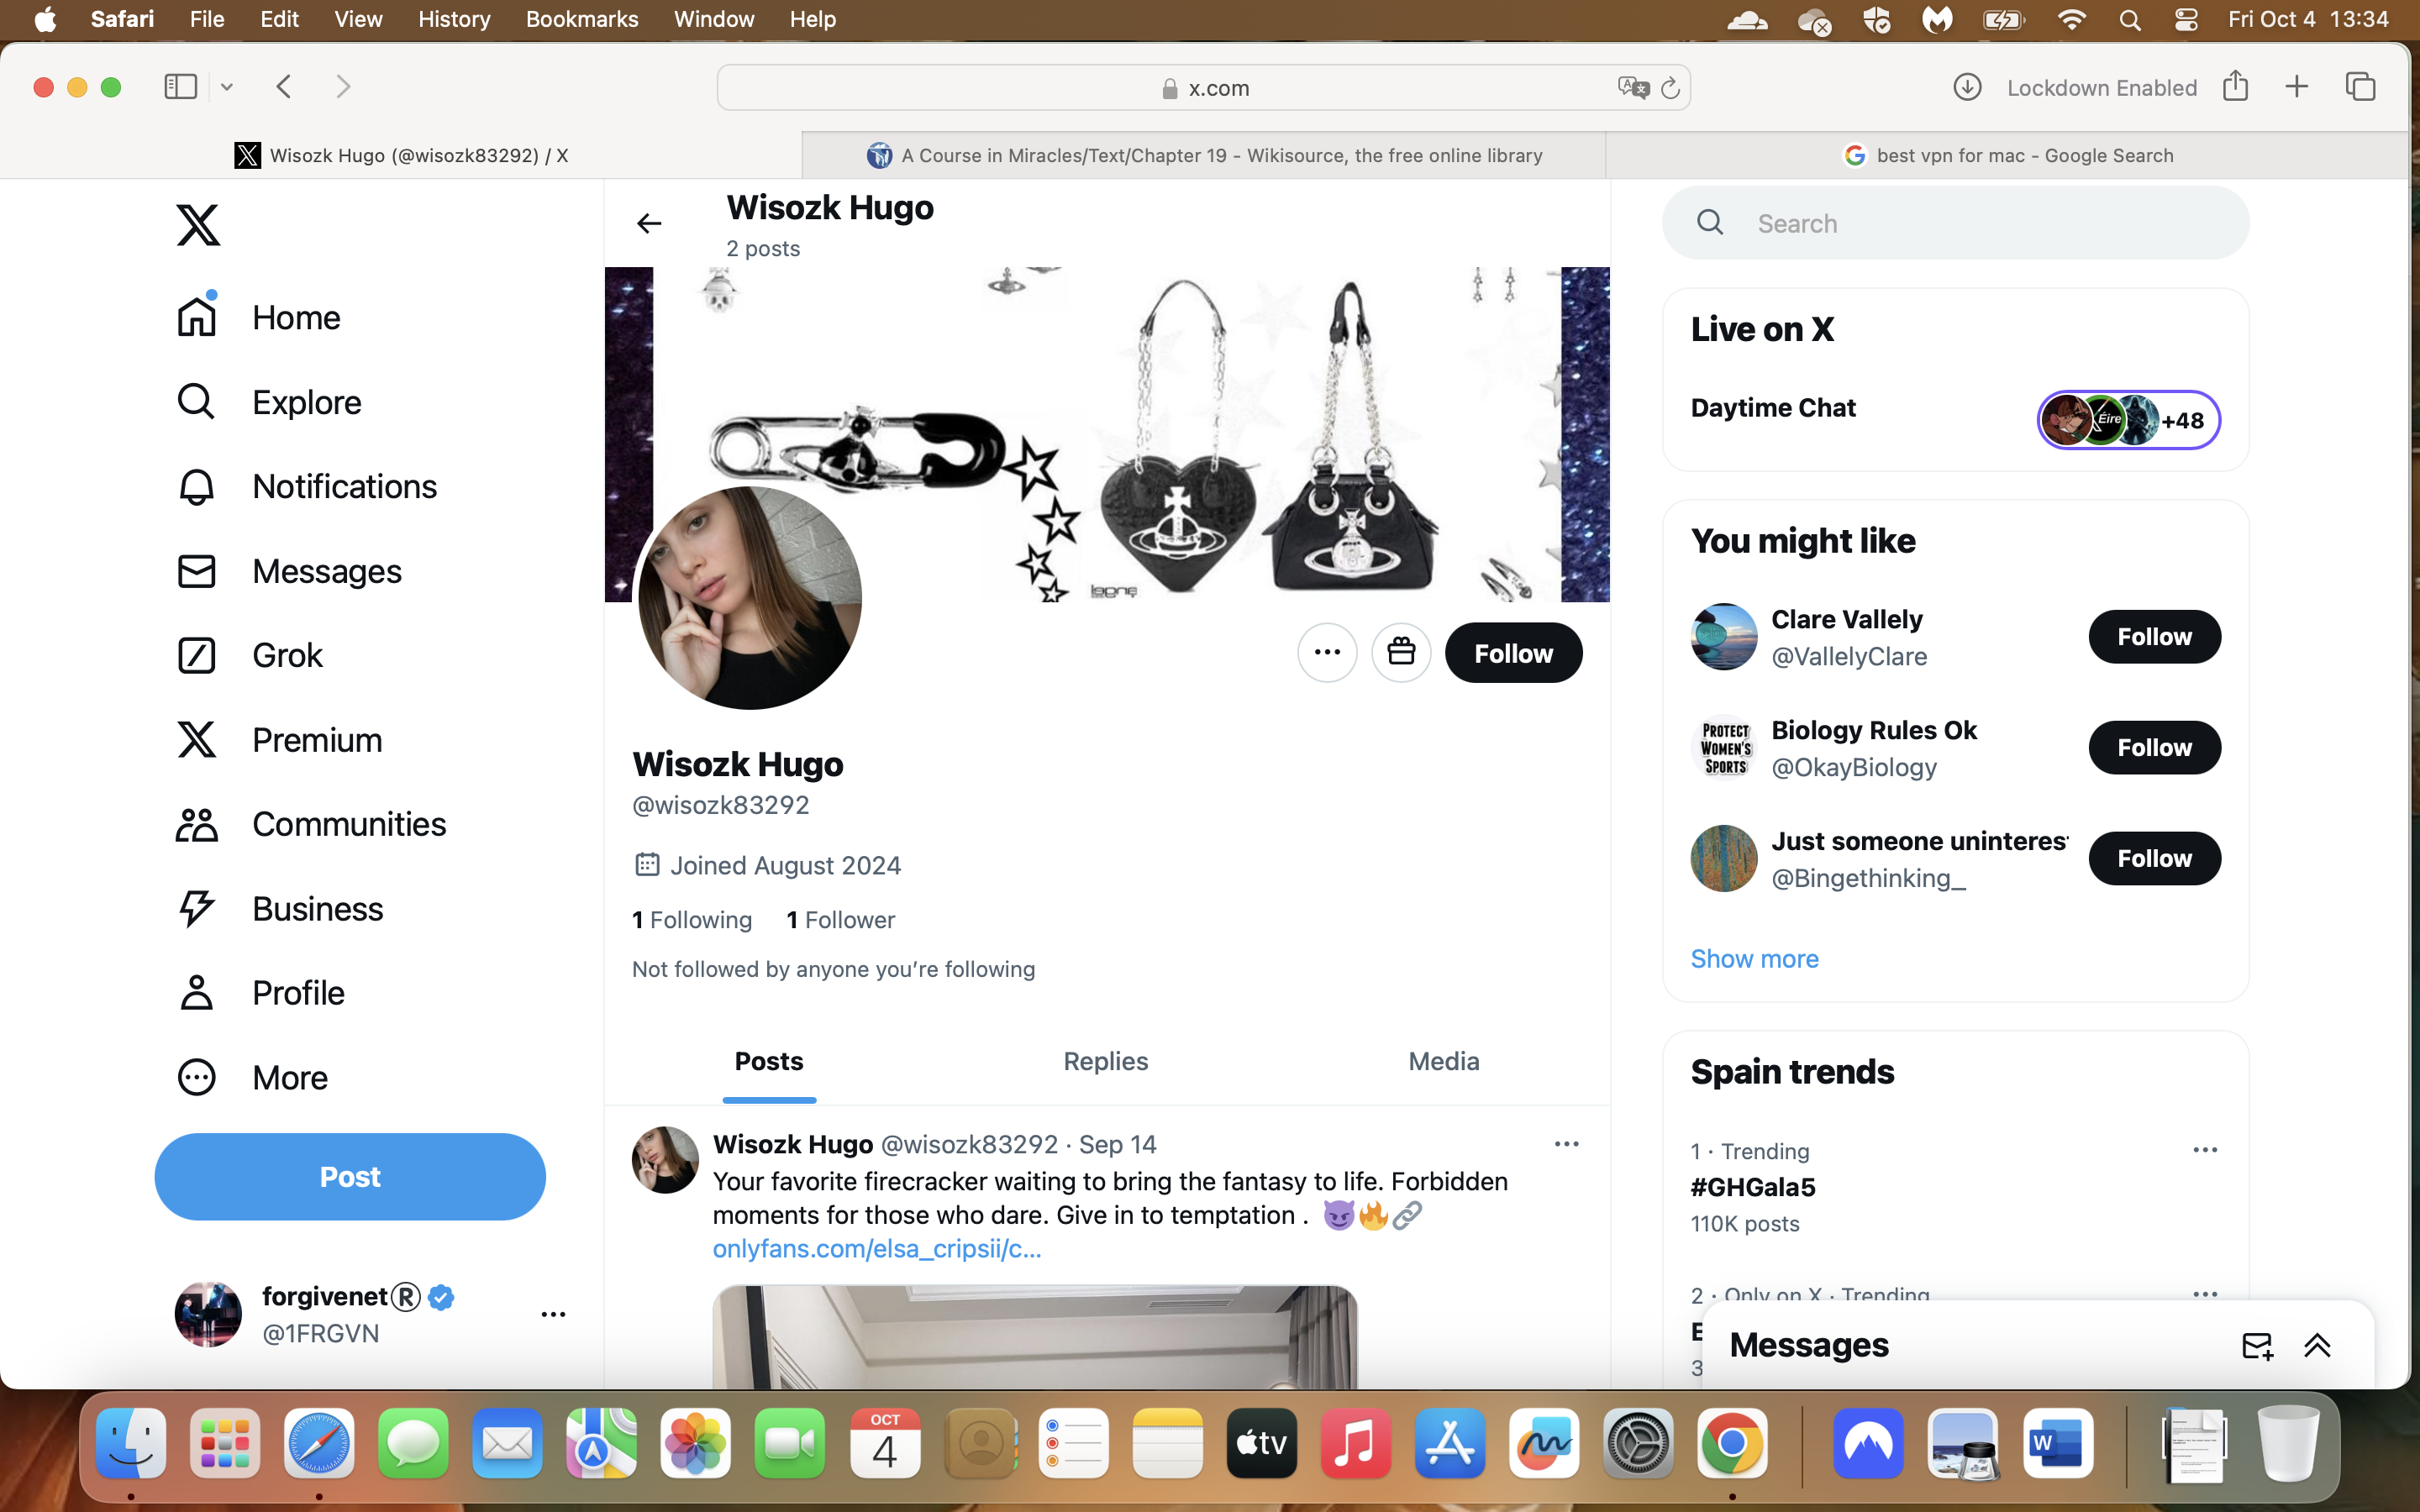 Safari File Edit View History Bookmarks Window Help Fri Oct 4 13:34
x.com Lockdown Enabled
Wisozk Hugo (@wisozk83292) / X
A Course in Miracles/Text/Chapter 19 - Wikisource, the free online library
best vpn for mac - Google Search
Home
Explore
Notifications
Messages
Grok
Premium
Communities
Business
Profile
More
Post
forgivenet®
@1FRGVN
Wisozk Hugo
2 posts
Follow
Wisozk Hugo
@wisozk83292
Joined August 2024
1 Following 1 Follower
Not followed by anyone you’re following
Posts Replies Media
Wisozk Hugo @wisozk83292 · Sep 14
Your favorite firecracker waiting to bring the fantasy to life. Forbidden
moments for those who dare. Give in to temptation . 😈🔥🔗
onlyfans.com/elsa_cripsii/c...
Search
Live on X
Daytime Chat
Éire
+48
You might like
Clare Vallely
@VallelyClare
Follow
PROTECT
WOMEN'S
SPORTS
Biology Rules Ok
@OkayBiology
Follow
Just someone uninteres
@Bingethinking_
Follow
Show more
Spain trends
1 · Trending
#GHGala5
110K posts
2 · Only on X · Trending
E
3
Messages
OCT
4
tv
W